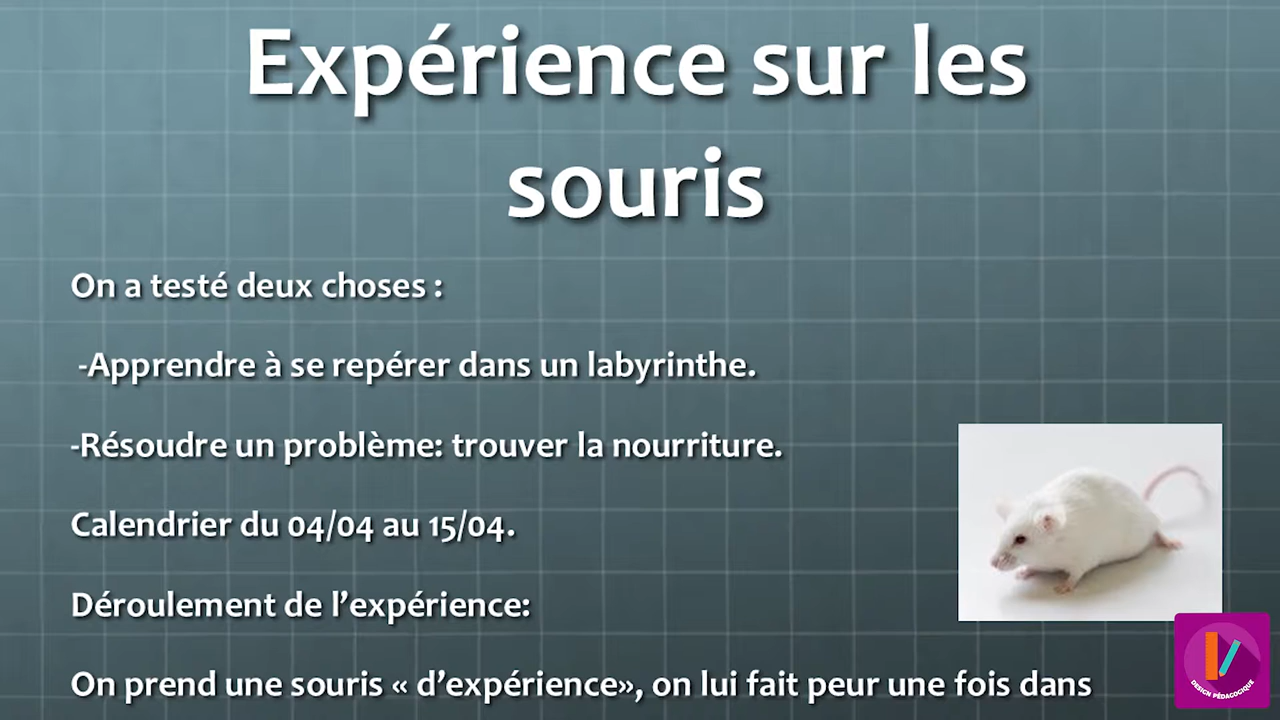 Expérience sur les
souris
On a testé deux choses :
-Apprendre à se repérer dans un labyrinthe.
-Résoudre un problème: trouver la nourriture.
Calendrier du 04/04 au 15/04.
Déroulement de l’expérience:
On prend une souris « d’expérience», on lui fait peur une fois dans
DESIGN PÉDAGOGIQUE